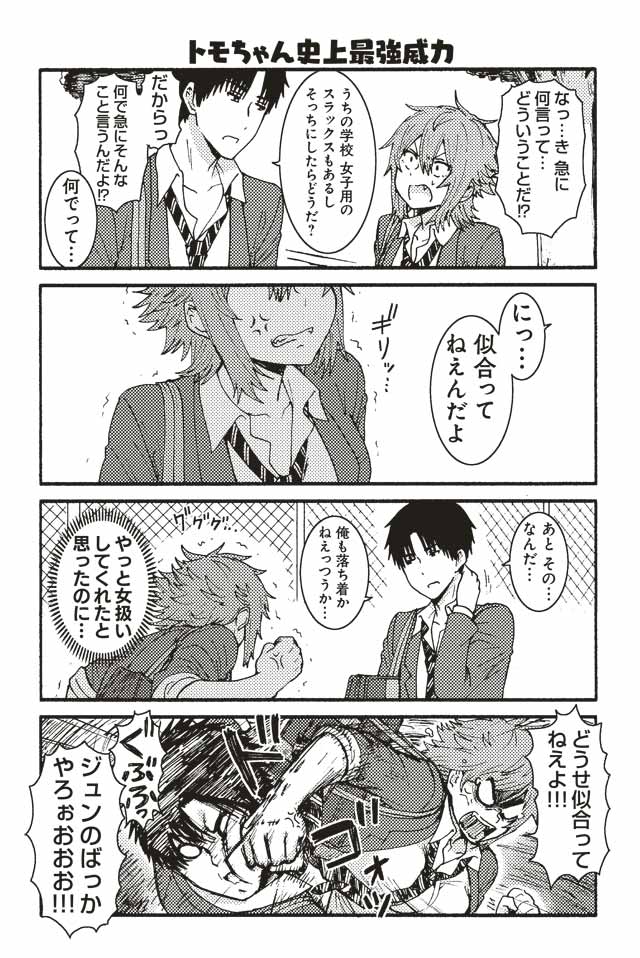 トモちゃん史上最強威力
なっ…き 急に
何言って…
どういうことだ!?
うちの学校 女子用の
スラックスもあるし
そっちにしたらどうだ?
だからっ
何で急にそんな
こと言うんだよ!?
何でって…
にっ…
似合って
ねえんだよ
ギリッ…
あと その…
なんだ…
俺も落ち着か
ねえっつうか…
ググググ…
やっと女扱い
してくれたと
思ったのに…
どうせ似合って
ねえよ!!!
ドゴォ
くぶろっ
ジュンのばっか
やろぉおおお!!!